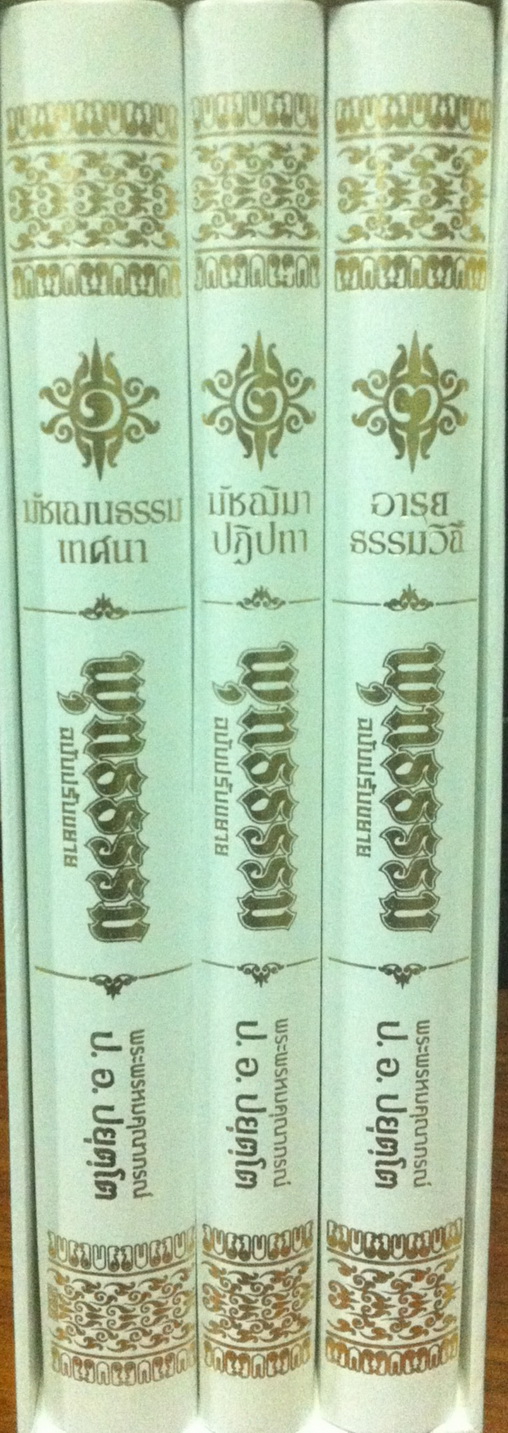 ๑
มัชเฌนธรรม
เทศนา
พุทธธรรม
ฉบับปรับขยาย
พระพรหมคุณาภรณ์
ป. อ. ปยุตฺโต
๒
มัชฌิมา
ปฏิปทา
พุทธธรรม
ฉบับปรับขยาย
พระพรหมคุณาภรณ์
ป. อ. ปยุตฺโต
๓
อารย
ธรรมวิถี
พุทธธรรม
ฉบับปรับขยาย
พระพรหมคุณาภรณ์
ป. อ. ปยุตฺโต